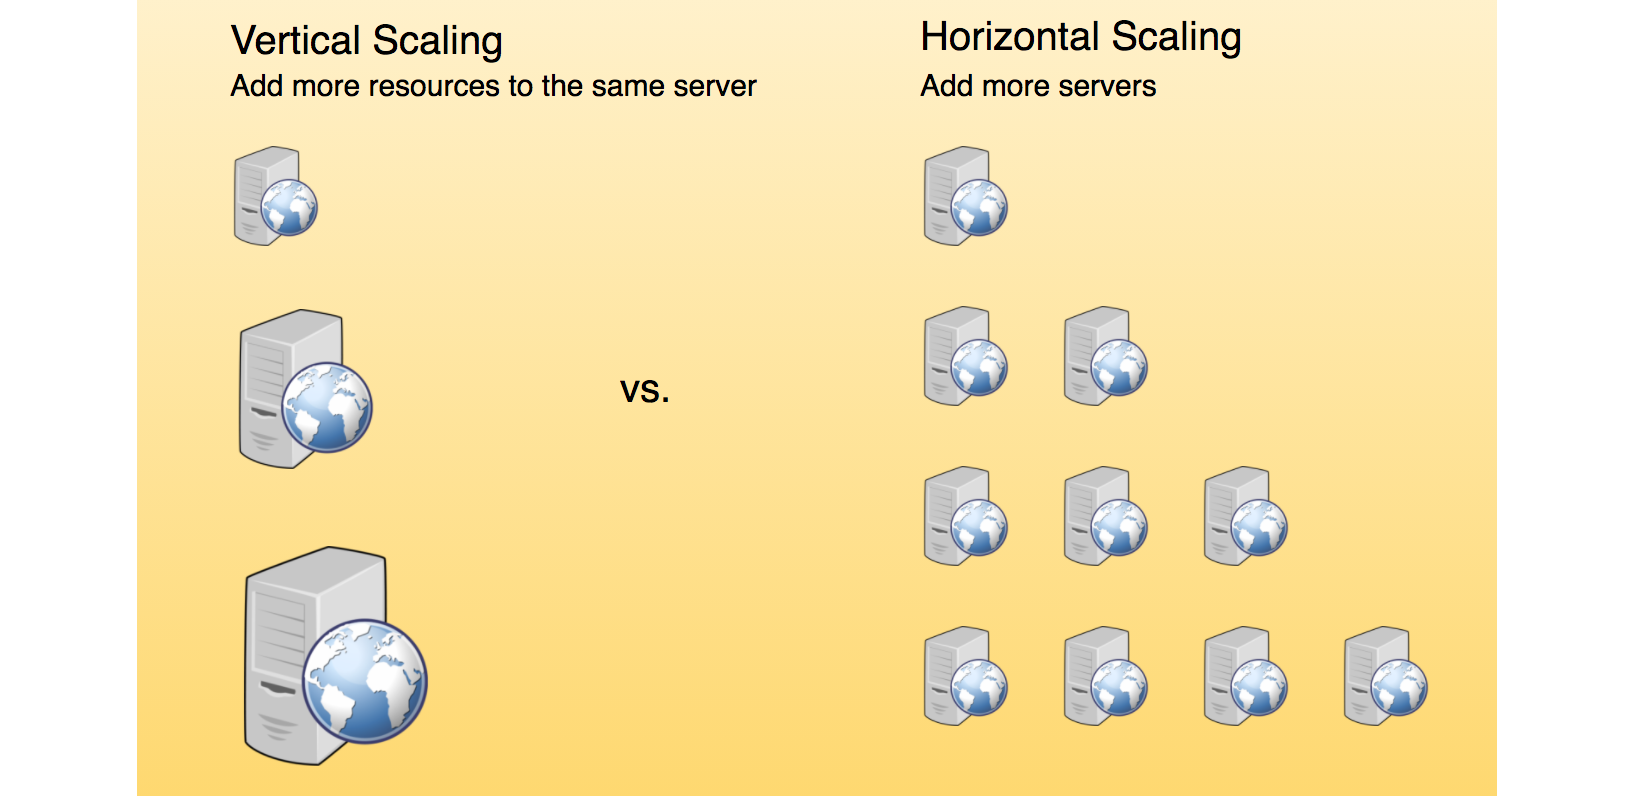 Vertical Scaling
Add more resources to the same server
vs.
Horizontal Scaling
Add more servers